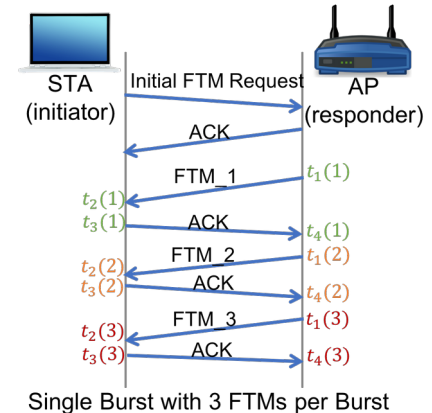 STA
(initiator)
Initial FTM Request
AP
(responder)
ACK
FTM_1
t₁(1)
t₂(1)
t₃(1)
ACK
t₄(1)
FTM_2
t₁(2)
t₂(2)
t₃(2)
ACK
t₄(2)
FTM_3
t₁(3)
t₂(3)
t₃(3)
ACK
t₄(3)
Single Burst with 3 FTMs per Burst